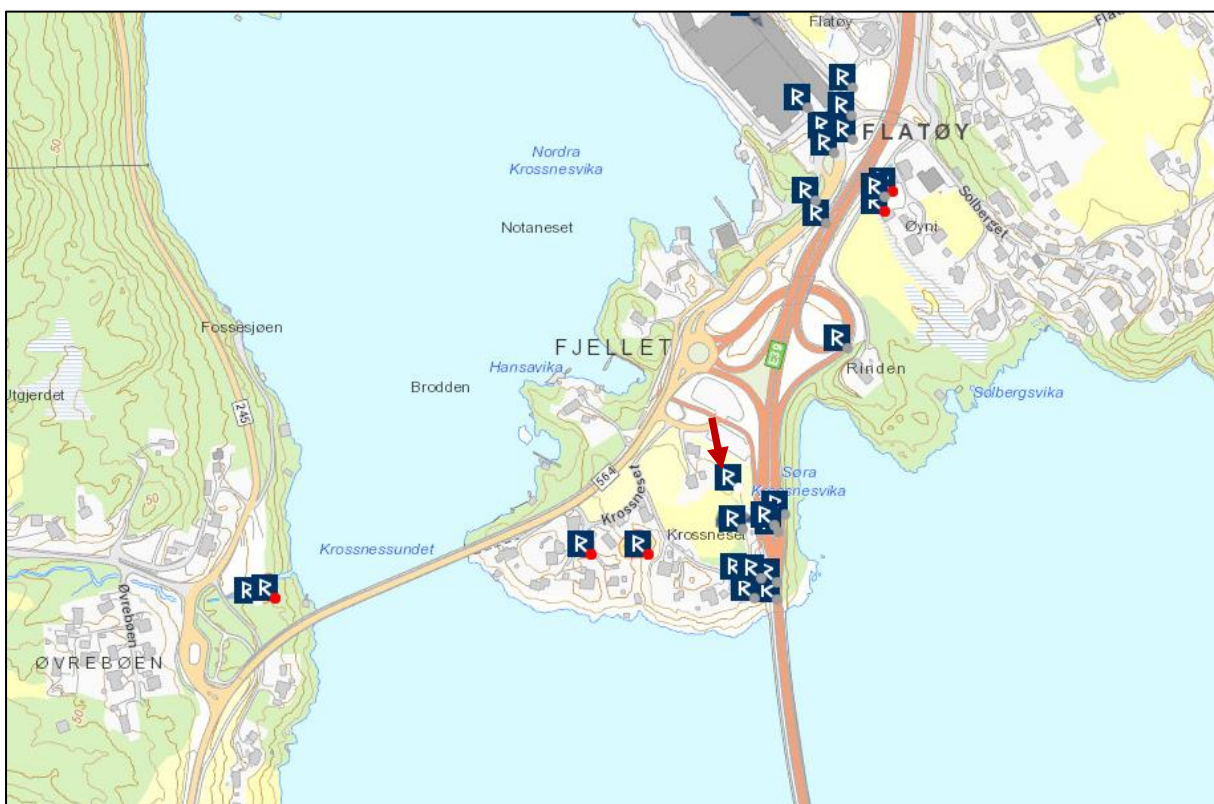 Flatøy
50
FLATØY
Nordra
Krossnesvika
Solberget
Øyni
Notaneset
Fossesjøen
FJELLET
E39
Hansavika
Rinden
Brodden
Solbergsvika
Utgjerdet
245
564
Søra
Krossnesvika
50
Krossneset
Krossneset
Krossnessundet
Øvrebøen
ØVREBØEN
50